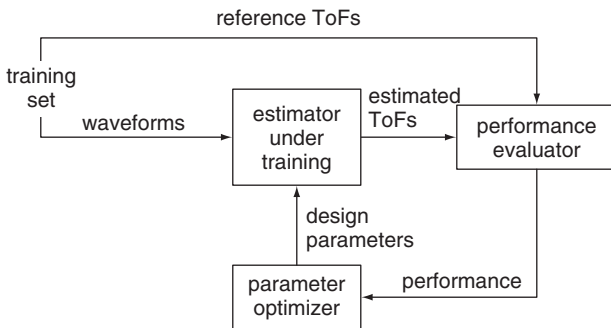 reference ToFs
training
set
waveforms
estimator
under
training
estimated
ToFs
performance
evaluator
design
parameters
parameter
optimizer
performance